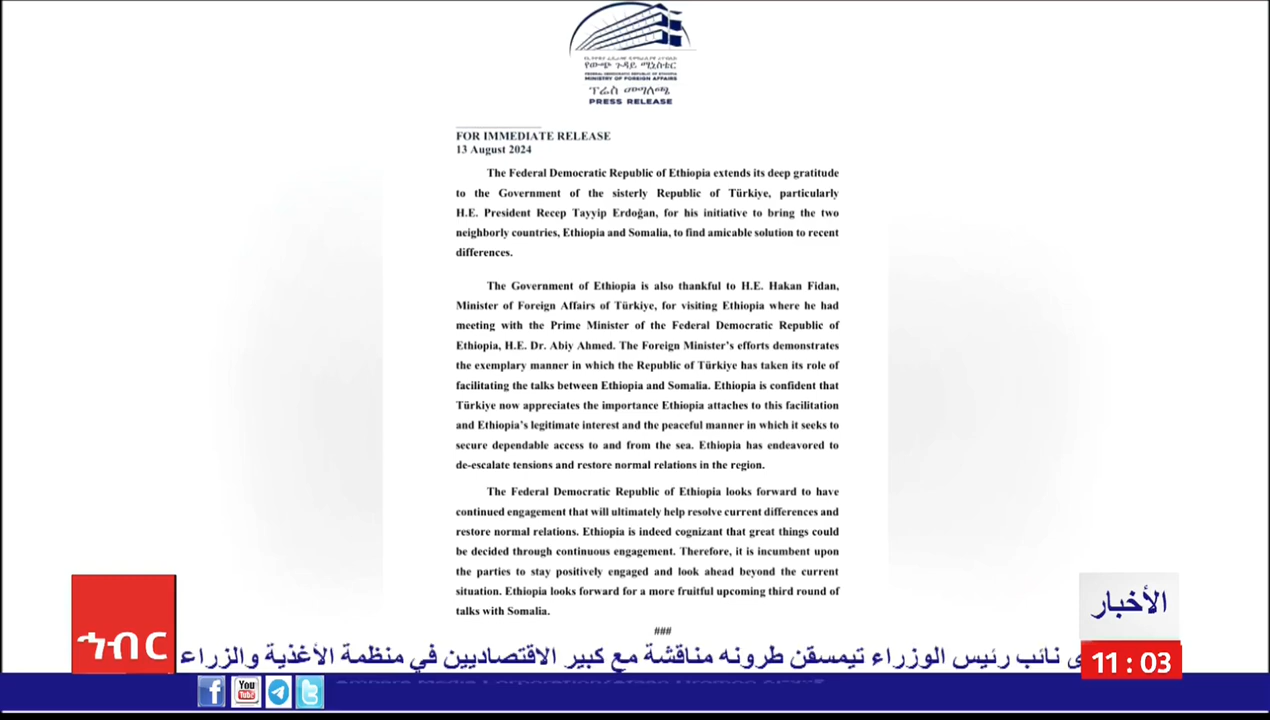 የውጭ ጉዳይ ሚኒስቴር
FEDERAL DEMOCRATIC REPUBLIC OF ETHIOPIA
MINISTRY OF FOREIGN AFFAIRS
ፕሬስ መግለጫ
PRESS RELEASE
FOR IMMEDIATE RELEASE
13 August 2024
The Federal Democratic Republic of Ethiopia extends its deep gratitude
to the Government of the sisterly Republic of Türkiye, particularly
H.E. President Recep Tayyip Erdoğan, for his initiative to bring the two
neighborly countries, Ethiopia and Somalia, to find amicable solution to recent
differences.
The Government of Ethiopia is also thankful to H.E. Hakan Fidan,
Minister of Foreign Affairs of Türkiye, for visiting Ethiopia where he had
meeting with the Prime Minister of the Federal Democratic Republic of
Ethiopia, H.E. Dr. Abiy Ahmed. The Foreign Minister's efforts demonstrates
the exemplary manner in which the Republic of Türkiye has taken its role of
facilitating the talks between Ethiopia and Somalia. Ethiopia is confident that
Türkiye now appreciates the importance Ethiopia attaches to this facilitation
and Ethiopia's legitimate interest and the peaceful manner in which it seeks to
secure dependable access to and from the sea. Ethiopia has endeavored to
de-escalate tensions and restore normal relations in the region.
The Federal Democratic Republic of Ethiopia looks forward to have
continued engagement that will ultimately help resolve current differences and
restore normal relations. Ethiopia is indeed cognizant that great things could
be decided through continuous engagement. Therefore, it is incumbent upon
the parties to stay positively engaged and look ahead beyond the current
situation. Ethiopia looks forward for a more fruitful upcoming third round of
talks with Somalia.
###
الأخبار
ኅብር
نائب رئيس الوزراء تيمسقن طرونه مناقشة مع كبير الاقتصاديين في منظمة الأغذية والزراع
11 : 03
You
Tube